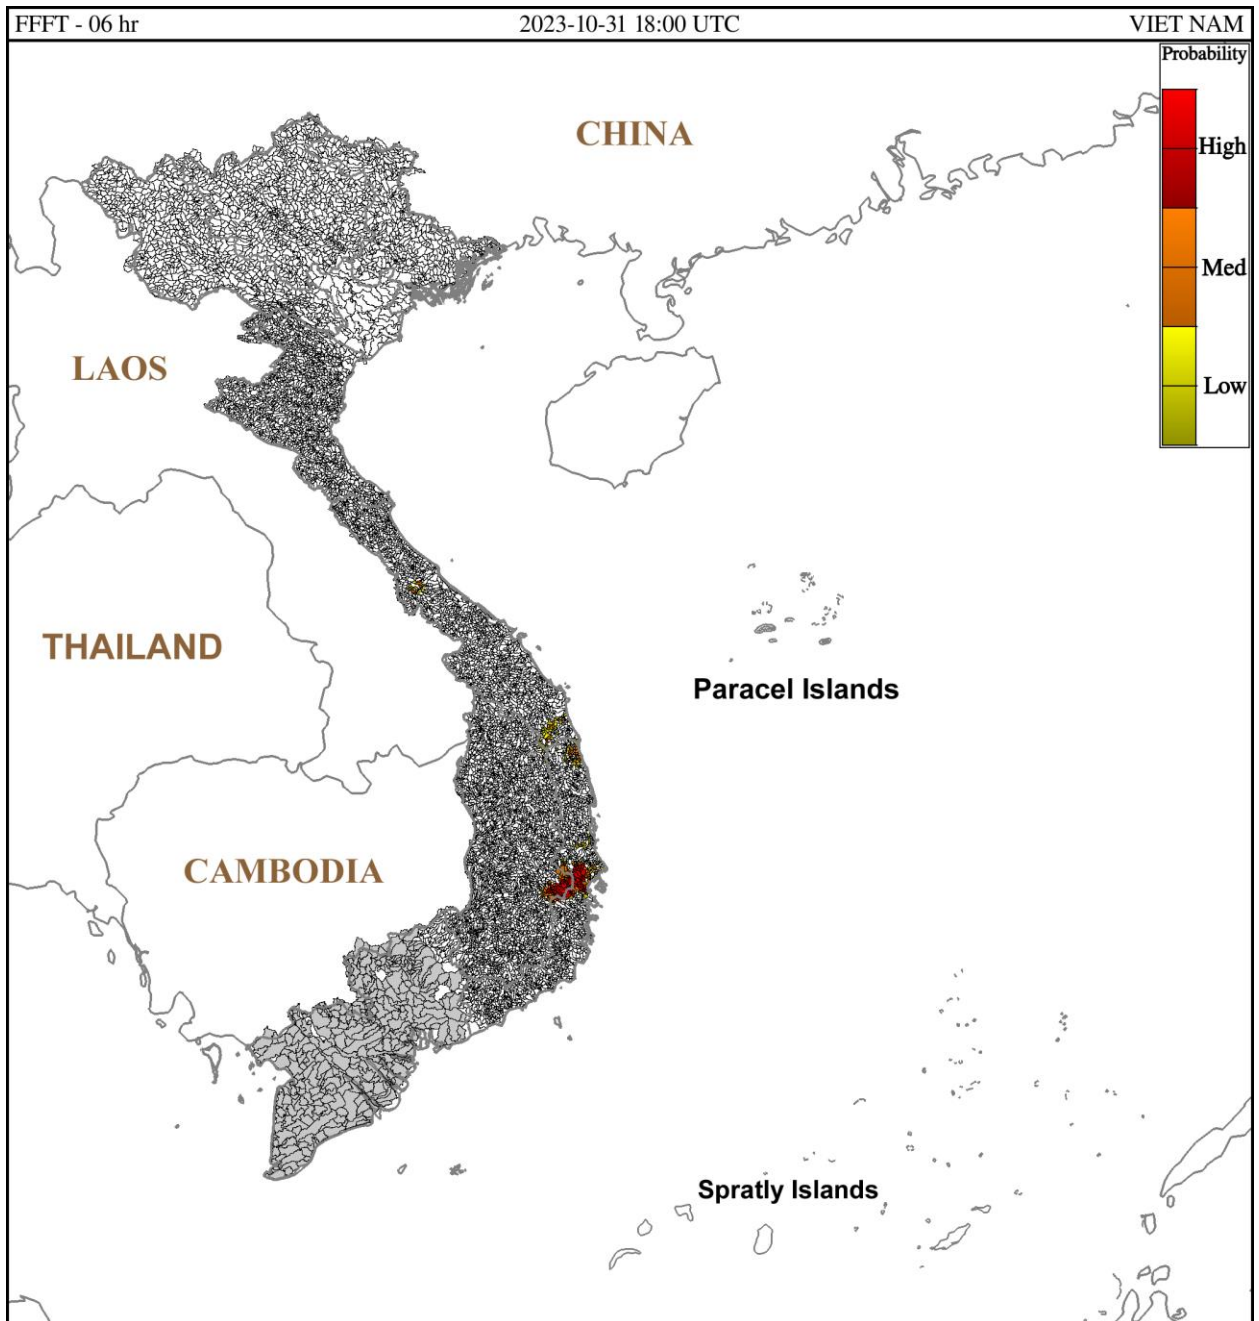 FFFT - 06 hr
2023-10-31 18:00 UTC
VIET NAM
Probability
High
Med
Low
CHINA
LAOS
THAILAND
Paracel Islands
CAMBODIA
Spratly Islands